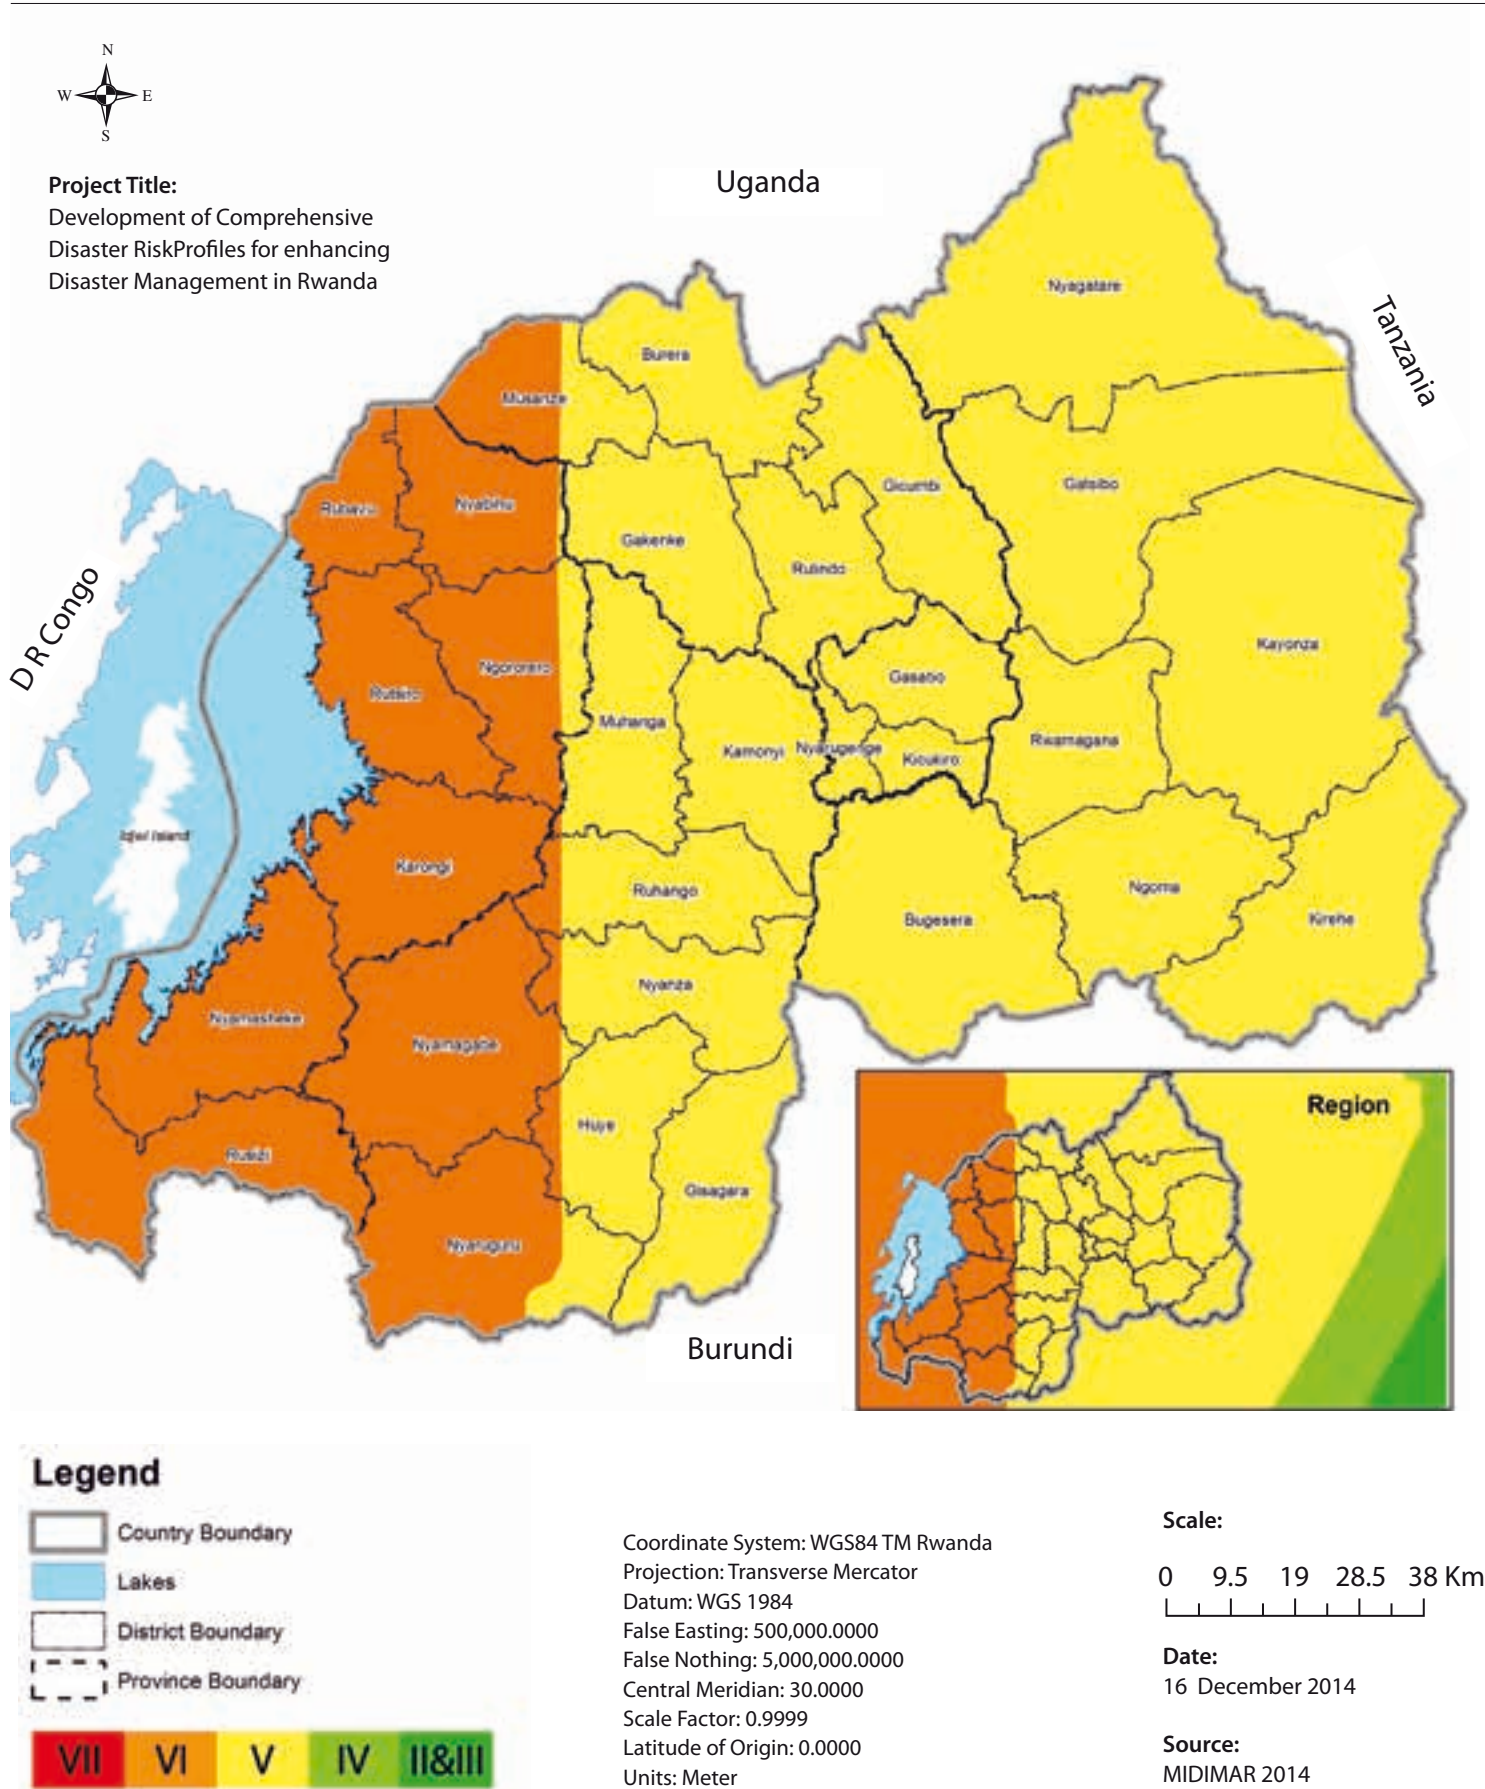 N
W E
S
Project Title:
Development of Comprehensive
Disaster RiskProfiles for enhancing
Disaster Management in Rwanda
Uganda
Tanzania
D R Congo
Burundi
Nyagatare
Burera
Musanze
Rubavu
Nyabihu
Gakenke
Gicumbi
Gatsibo
Rulindo
Kayonza
Ngororero
Rutsiro
Gasabo
Muhanga
Kamonyi
Nyarugenge
Kicukiro
Rwamagana
Idjwi Island
Karongi
Ruhango
Bugesera
Ngoma
Kirehe
Nyanza
Nyamasheke
Nyamagabe
Huye
Rusizi
Gisagara
Nyaruguru
Region
Legend
Country Boundary
Lakes
District Boundary
Province Boundary
VII VI V IV II&III
Coordinate System: WGS84 TM Rwanda
Projection: Transverse Mercator
Datum: WGS 1984
False Easting: 500,000.0000
False Nothing: 5,000,000.0000
Central Meridian: 30.0000
Scale Factor: 0.9999
Latitude of Origin: 0.0000
Units: Meter
Scale:
0 9.5 19 28.5 38 Km
Date:
16 December 2014
Source:
MIDIMAR 2014